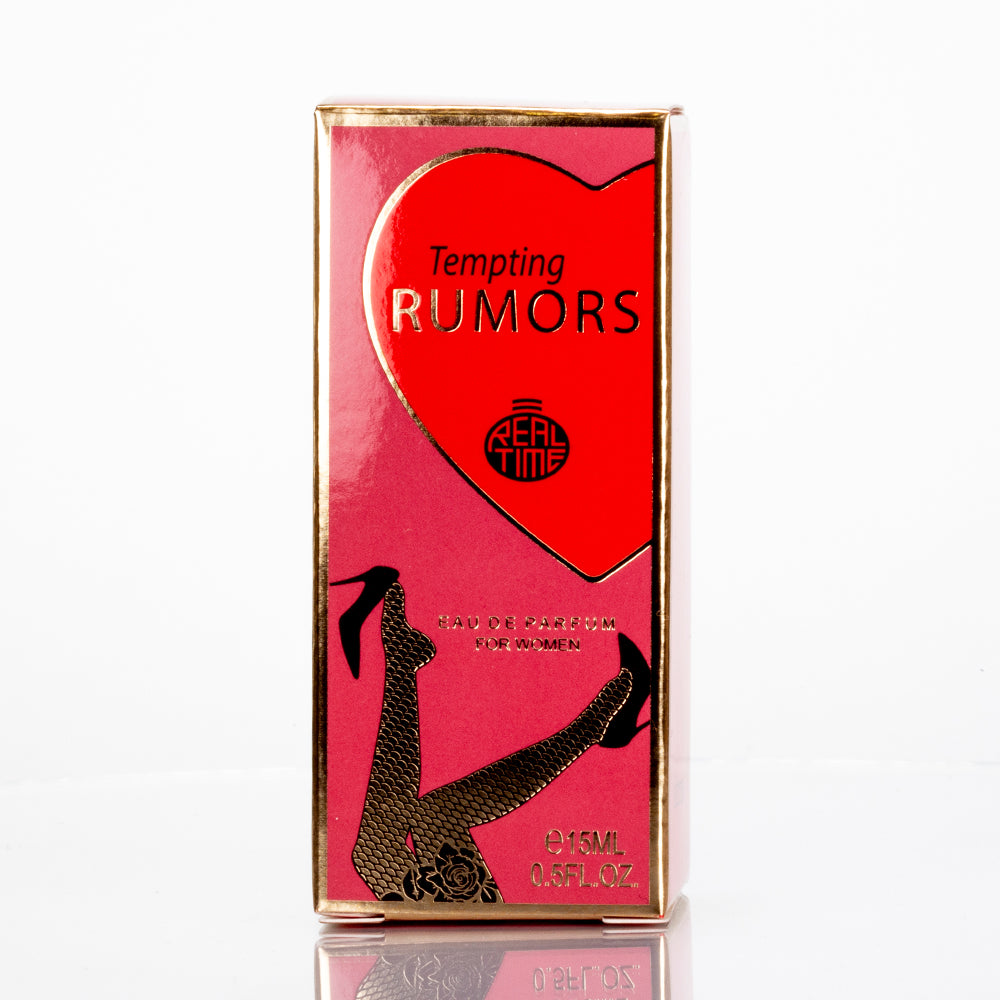 Tempting
RUMORS
REAL
TIME
EAU DE PARFUM
FOR WOMEN
℮15ML
0.5FL.OZ.